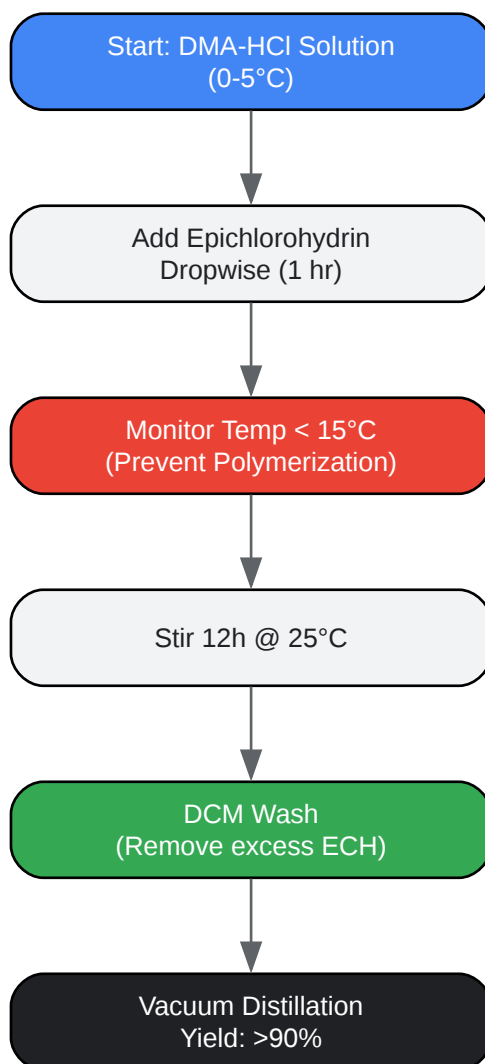 Start: DMA-HCl Solution
(0-5°C)
Add Epichlorohydrin
Dropwise (1 hr)
Monitor Temp < 15°C
(Prevent Polymerization)
Stir 12h @ 25°C
DCM Wash
(Remove excess ECH)
Vacuum Distillation
Yield: >90%